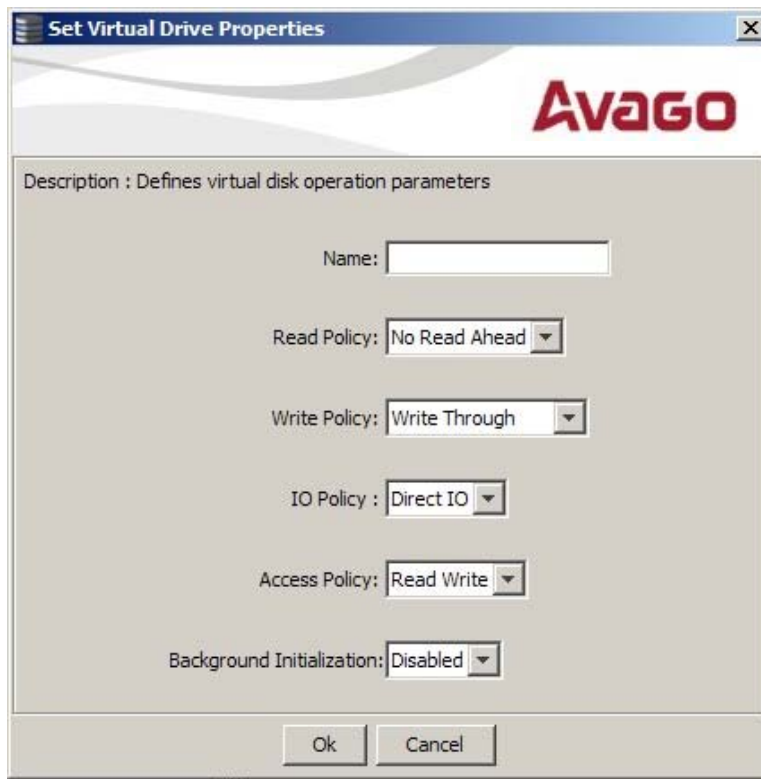 Set Virtual Drive Properties
AVAGO
Description : Defines virtual disk operation parameters
Name:
Read Policy: No Read Ahead
Write Policy: Write Through
IO Policy : Direct IO
Access Policy: Read Write
Background Initialization: Disabled
Ok Cancel